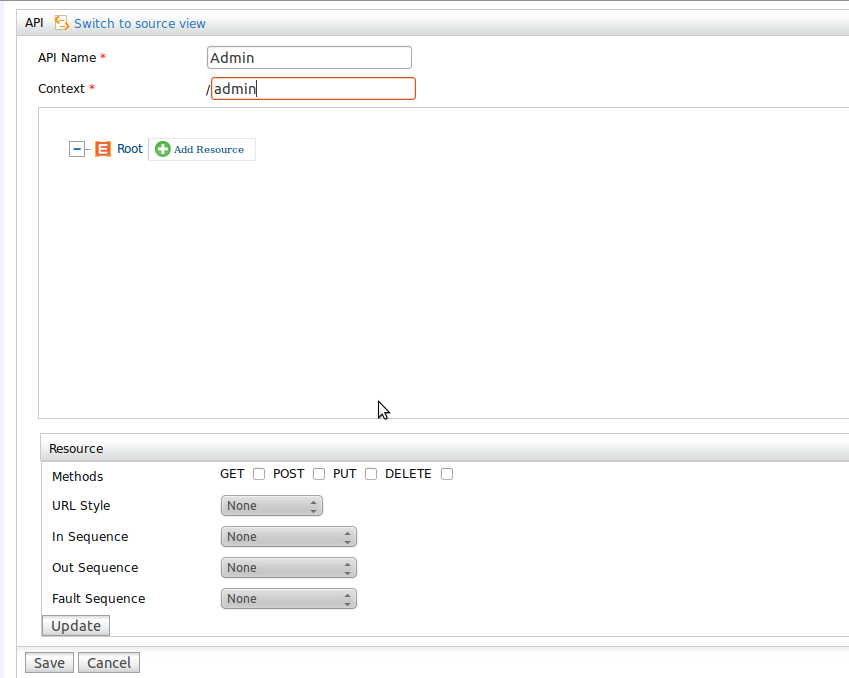 API Switch to source view
API Name *
Admin
Context *
/admin
E Root Add Resource
Resource
Methods GET POST PUT DELETE
URL Style None
In Sequence None
Out Sequence None
Fault Sequence None
Update
Save Cancel